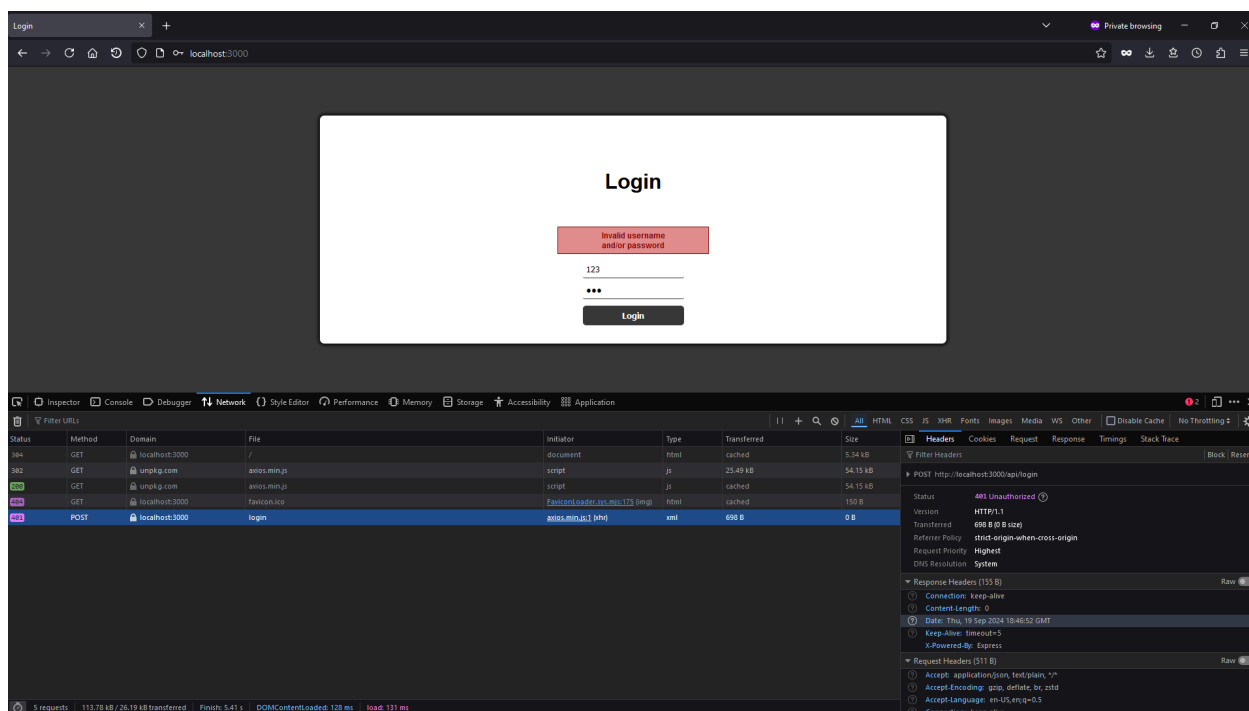 Login
Private browsing
localhost:3000
Login
Invalid username
and/or password
123
Login
Inspector Console Debugger Network Style Editor Performance Memory Storage Accessibility Application 2
Filter URLs All HTML CSS JS XHR Fonts Images Media WS Other Disable Cache No Throttling
Status Method Domain File Initiator Type Transferred Size
304 GET localhost:3000 / document html cached 5.34 kB
302 GET unpkg.com axios.min.js script js 25.49 kB 54.15 kB
200 GET unpkg.com axios.min.js script js cached 54.15 kB
404 GET localhost:3000 favicon.ico FaviconLoader.sys.mjs:175 (img) html cached 150 B
401 POST localhost:3000 login axios.min.js:1 (xhr) xml 698 B 0 B
5 requests 113.78 kB / 26.19 kB transferred Finish: 5.41 s DOMContentLoaded: 128 ms load: 131 ms
Headers Cookies Request Response Timings Stack Trace
Filter Headers Block Reser
POST http://localhost:3000/api/login
Status 401 Unauthorized
Version HTTP/1.1
Transferred 698 B (0 B size)
Referrer Policy strict-origin-when-cross-origin
Request Priority Highest
DNS Resolution System
Response Headers (155 B) Raw
Connection: keep-alive
Content-Length: 0
Date: Thu, 19 Sep 2024 18:46:52 GMT
Keep-Alive: timeout=5
X-Powered-By: Express
Request Headers (511 B) Raw
Accept: application/json, text/plain, */*
Accept-Encoding: gzip, deflate, br, zstd
Accept-Language: en-US,en;q=0.5